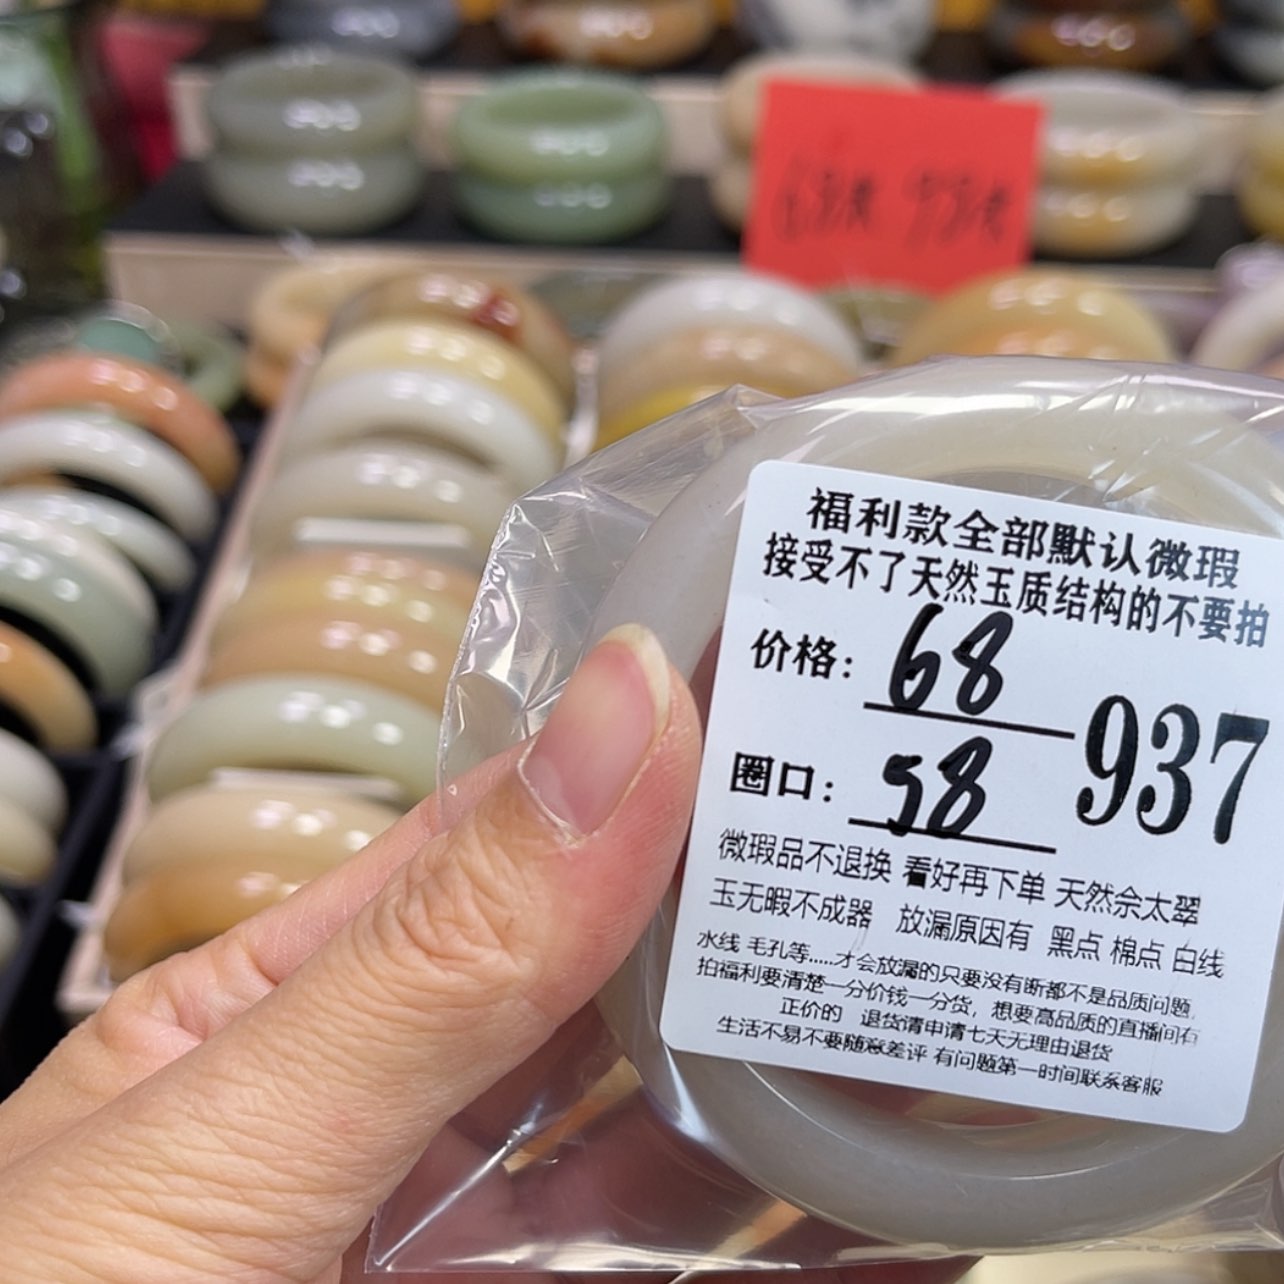 福利款全部默认微瑕
接受不了天然玉质结构的不要拍
价格：68
937
圈口：58
微瑕品不退换 看好再下单 天然佘太翠
玉无暇不成器 放漏原因有 黑点 棉点 白线
水线 毛孔等.....才会放漏的只要没有断都不是品质问题
拍福利要清楚一分价钱一分货，想要高品质的直播间有
正价的 退货请申请七天无理由退货
生活不易不要随意差评 有问题第一时间联系客服